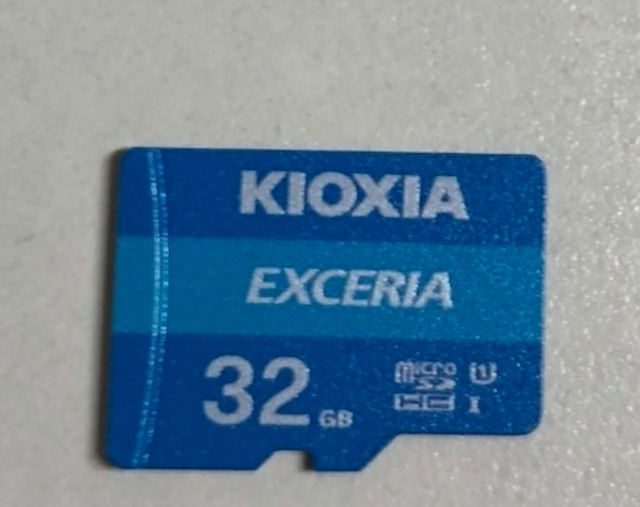 KIOXIA
EXCERIA
32 GB
micro SD HC
U1 I